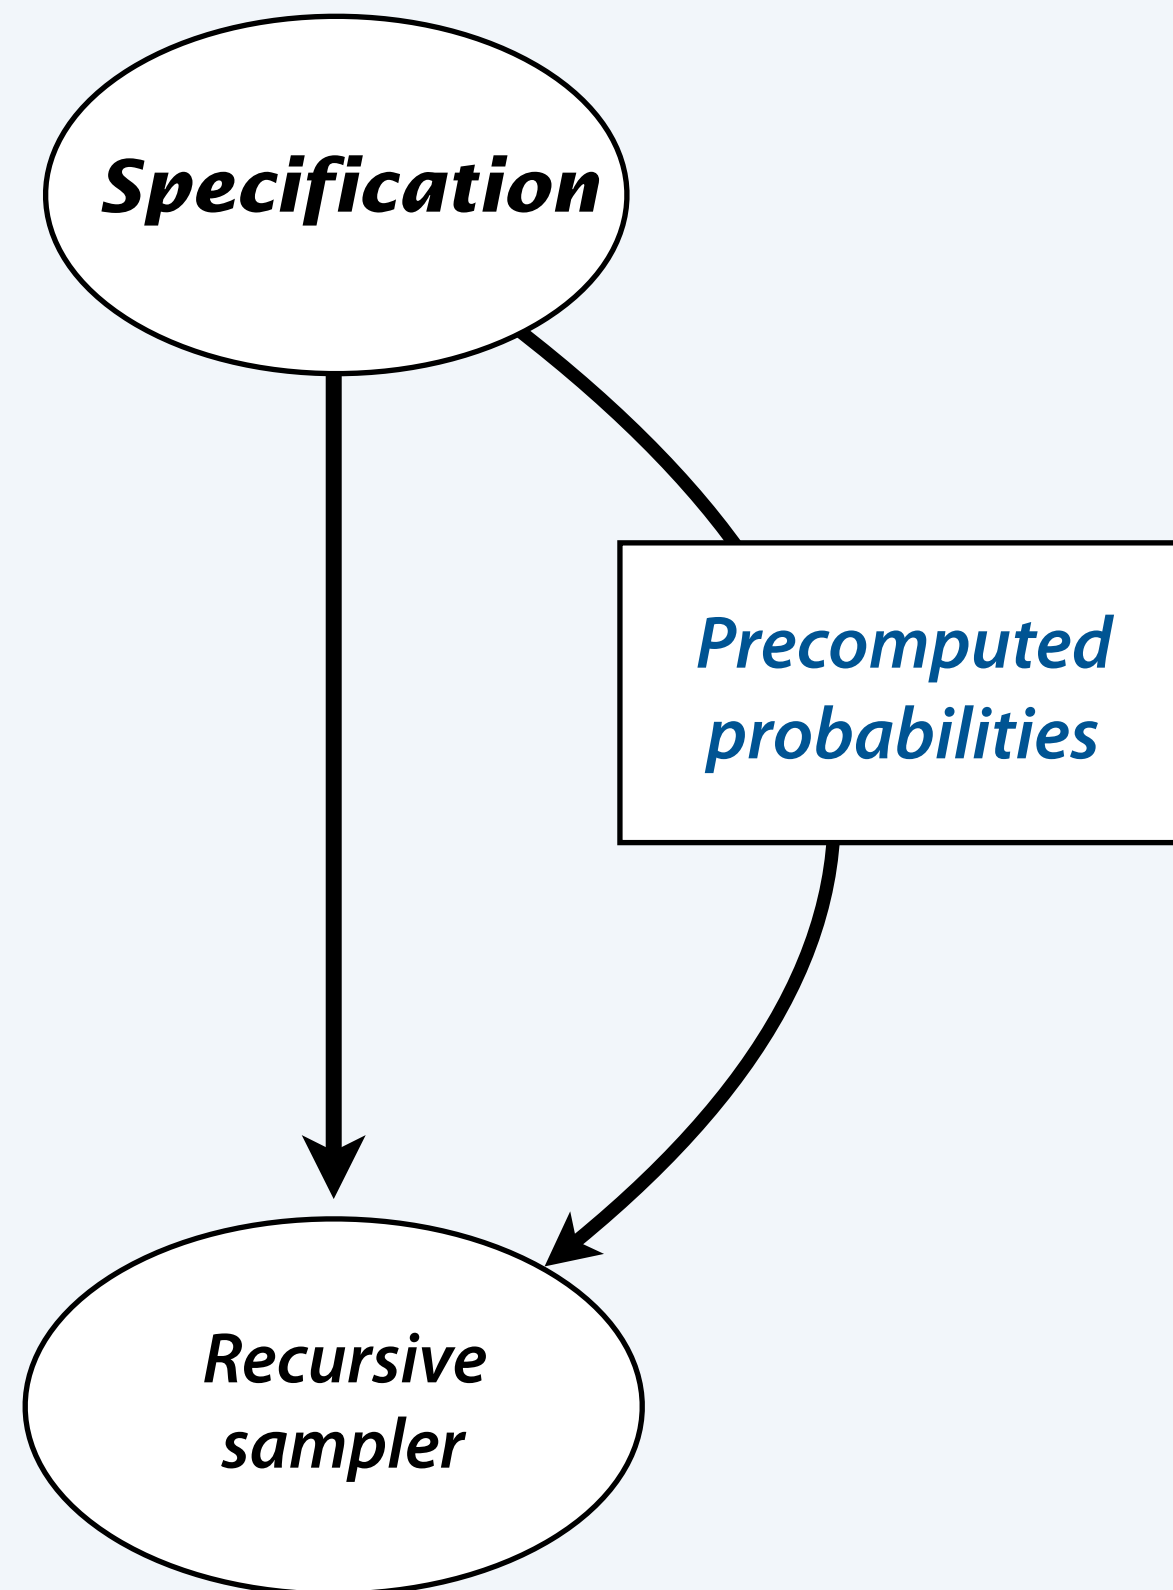 Specification
Precomputed
probabilities
Recursive
sampler